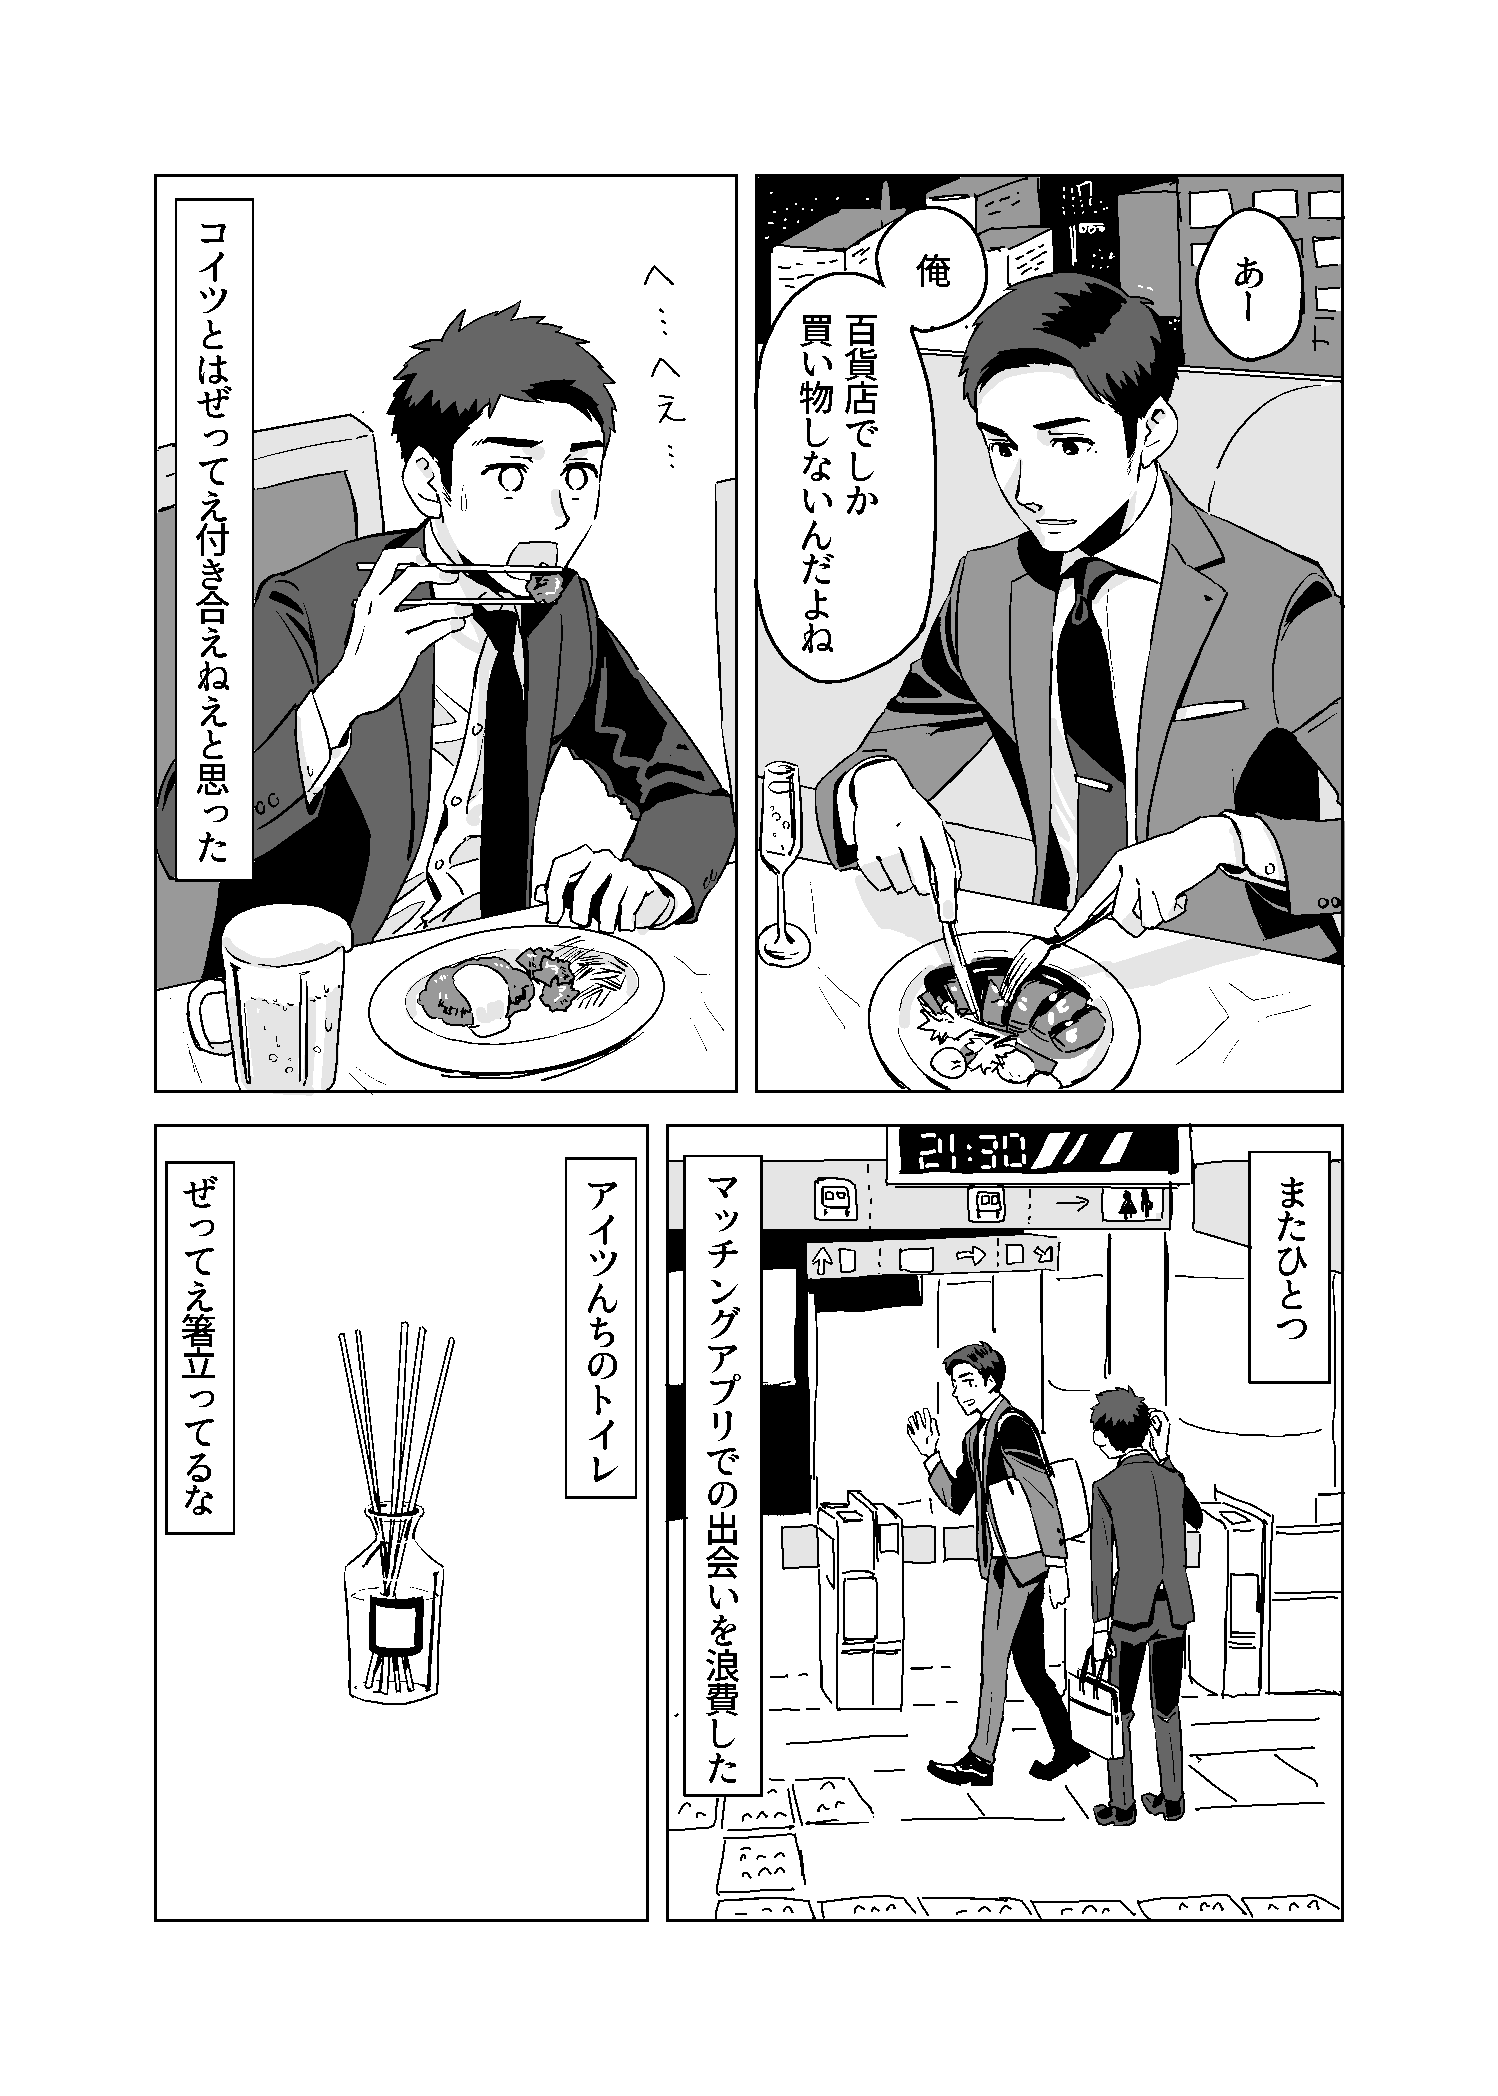 あー
俺
百貨店でしか
買い物しないんだよね
へ…へえ…
コイツとはぜってえ付き合えねえと思った
またひとつ
21:30
マッチングアプリでの出会いを浪費した
アイツんちのトイレ
ぜってえ箸立ってるな